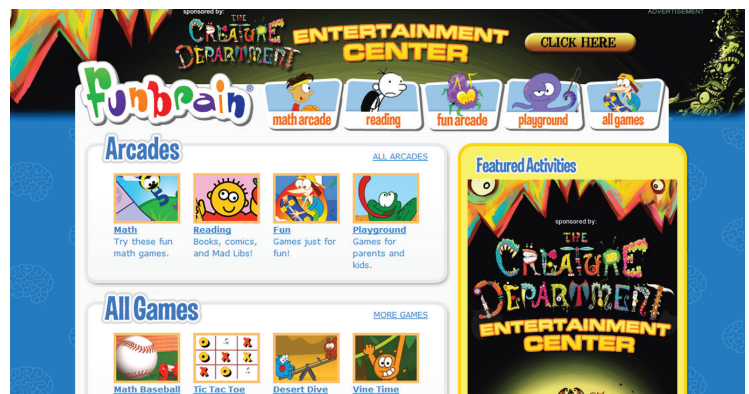 sponsored by:
ADVERTISEMENT
THE
CREATURE
DEPARTMENT
ENTERTAINMENT
CENTER
CLICK HERE
funbrain®
math arcade
reading
fun arcade
playground
all games
Arcades
ALL ARCADES
Math
Try these fun
math games.
Reading
Books, comics,
and Mad Libs!
Fun
Games just for
fun!
Playground
Games for
parents and
kids.
All Games
MORE GAMES
Math Baseball
Tic Tac Toe
Desert Dive
Vine Time
Featured Activities
sponsored by:
THE
CREATURE
DEPARTMENT
ENTERTAINMENT
CENTER